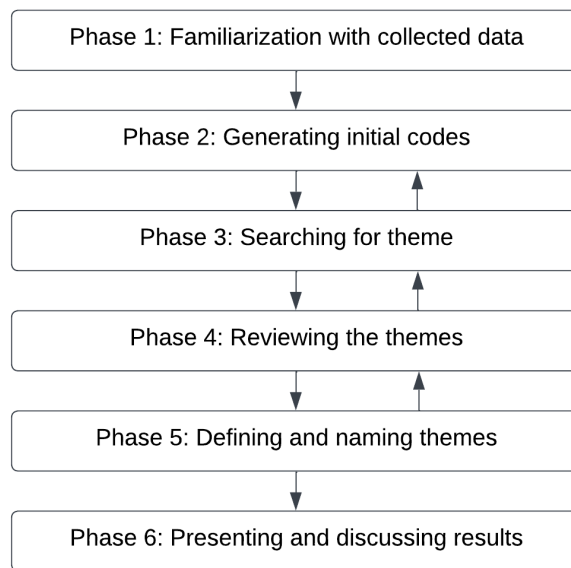 Phase 1: Familiarization with collected data
Phase 2: Generating initial codes
Phase 3: Searching for theme
Phase 4: Reviewing the themes
Phase 5: Defining and naming themes
Phase 6: Presenting and discussing results